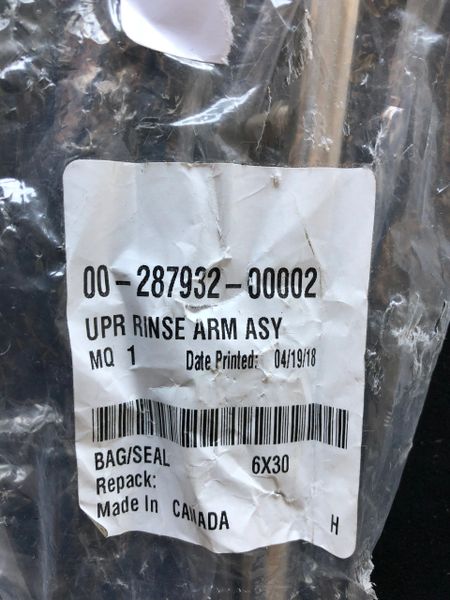 00-287932-00002
UPR RINSE ARM ASY
MQ 1 Date Printed: 04/19/18
BAG/SEAL 6X30
Repack:
Made In CANADA H